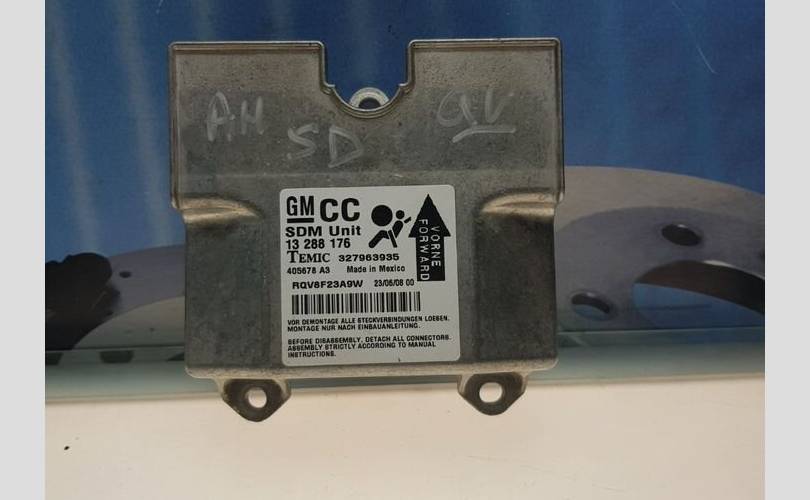 AH
SD
QV
GM CC
SDM Unit
13 288 176
TEMIC 327963935
405678 A3 Made in Mexico
RQV8F23A9W 23/06/08 00
VORNE
FORWARD
VOR DEMONTAGE ALLE STECKVERBINDUNGEN LOESEN.
MONTAGE NUR NACH EINBAUANLEITUNG.
BEFORE DISASSEMBLY, DETACH ALL CONNECTORS.
ASSEMBLY STRICTLY ACCORDING TO MANUAL
INSTRUCTIONS.